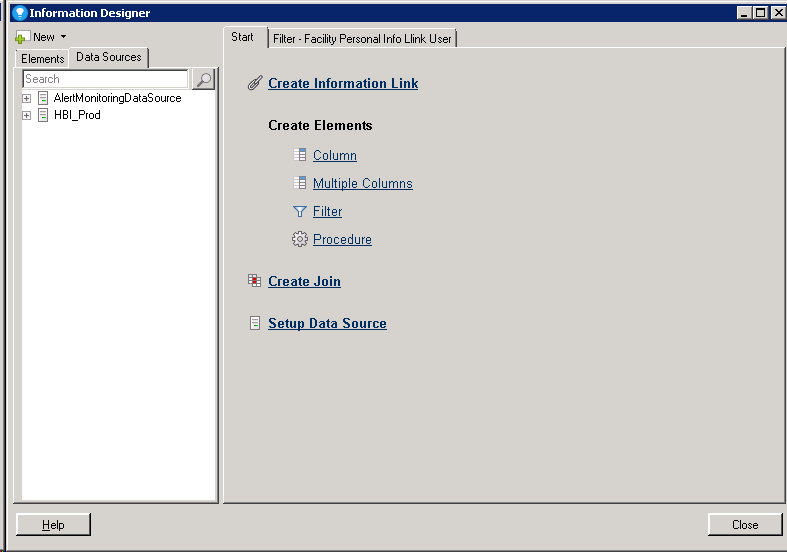 Information Designer
New
Elements
Data Sources
Search
AlertMonitoringDataSource
HBI_Prod
Start
Filter - Facility Personal Info Llink User
Create Information Link
Create Elements
Column
Multiple Columns
Filter
Procedure
Create Join
Setup Data Source
Help
Close